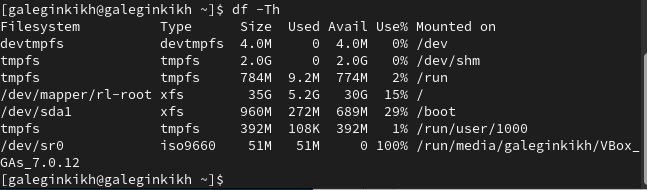 [galeginkikh@galeginkikh ~]$ df -Th
Filesystem          Type      Size  Used Avail Use% Mounted on
devtmpfs            devtmpfs  4.0M     0  4.0M   0% /dev
tmpfs               tmpfs     2.0G     0  2.0G   0% /dev/shm
tmpfs               tmpfs     784M  9.2M  774M   2% /run
/dev/mapper/rl-root xfs        35G  5.2G   30G  15% /
/dev/sda1           xfs       960M  272M  689M  29% /boot
tmpfs               tmpfs     392M  108K  392M   1% /run/user/1000
/dev/sr0            iso9660    51M   51M     0 100% /run/media/galeginkikh/VBox_
GAs_7.0.12
[galeginkikh@galeginkikh ~]$